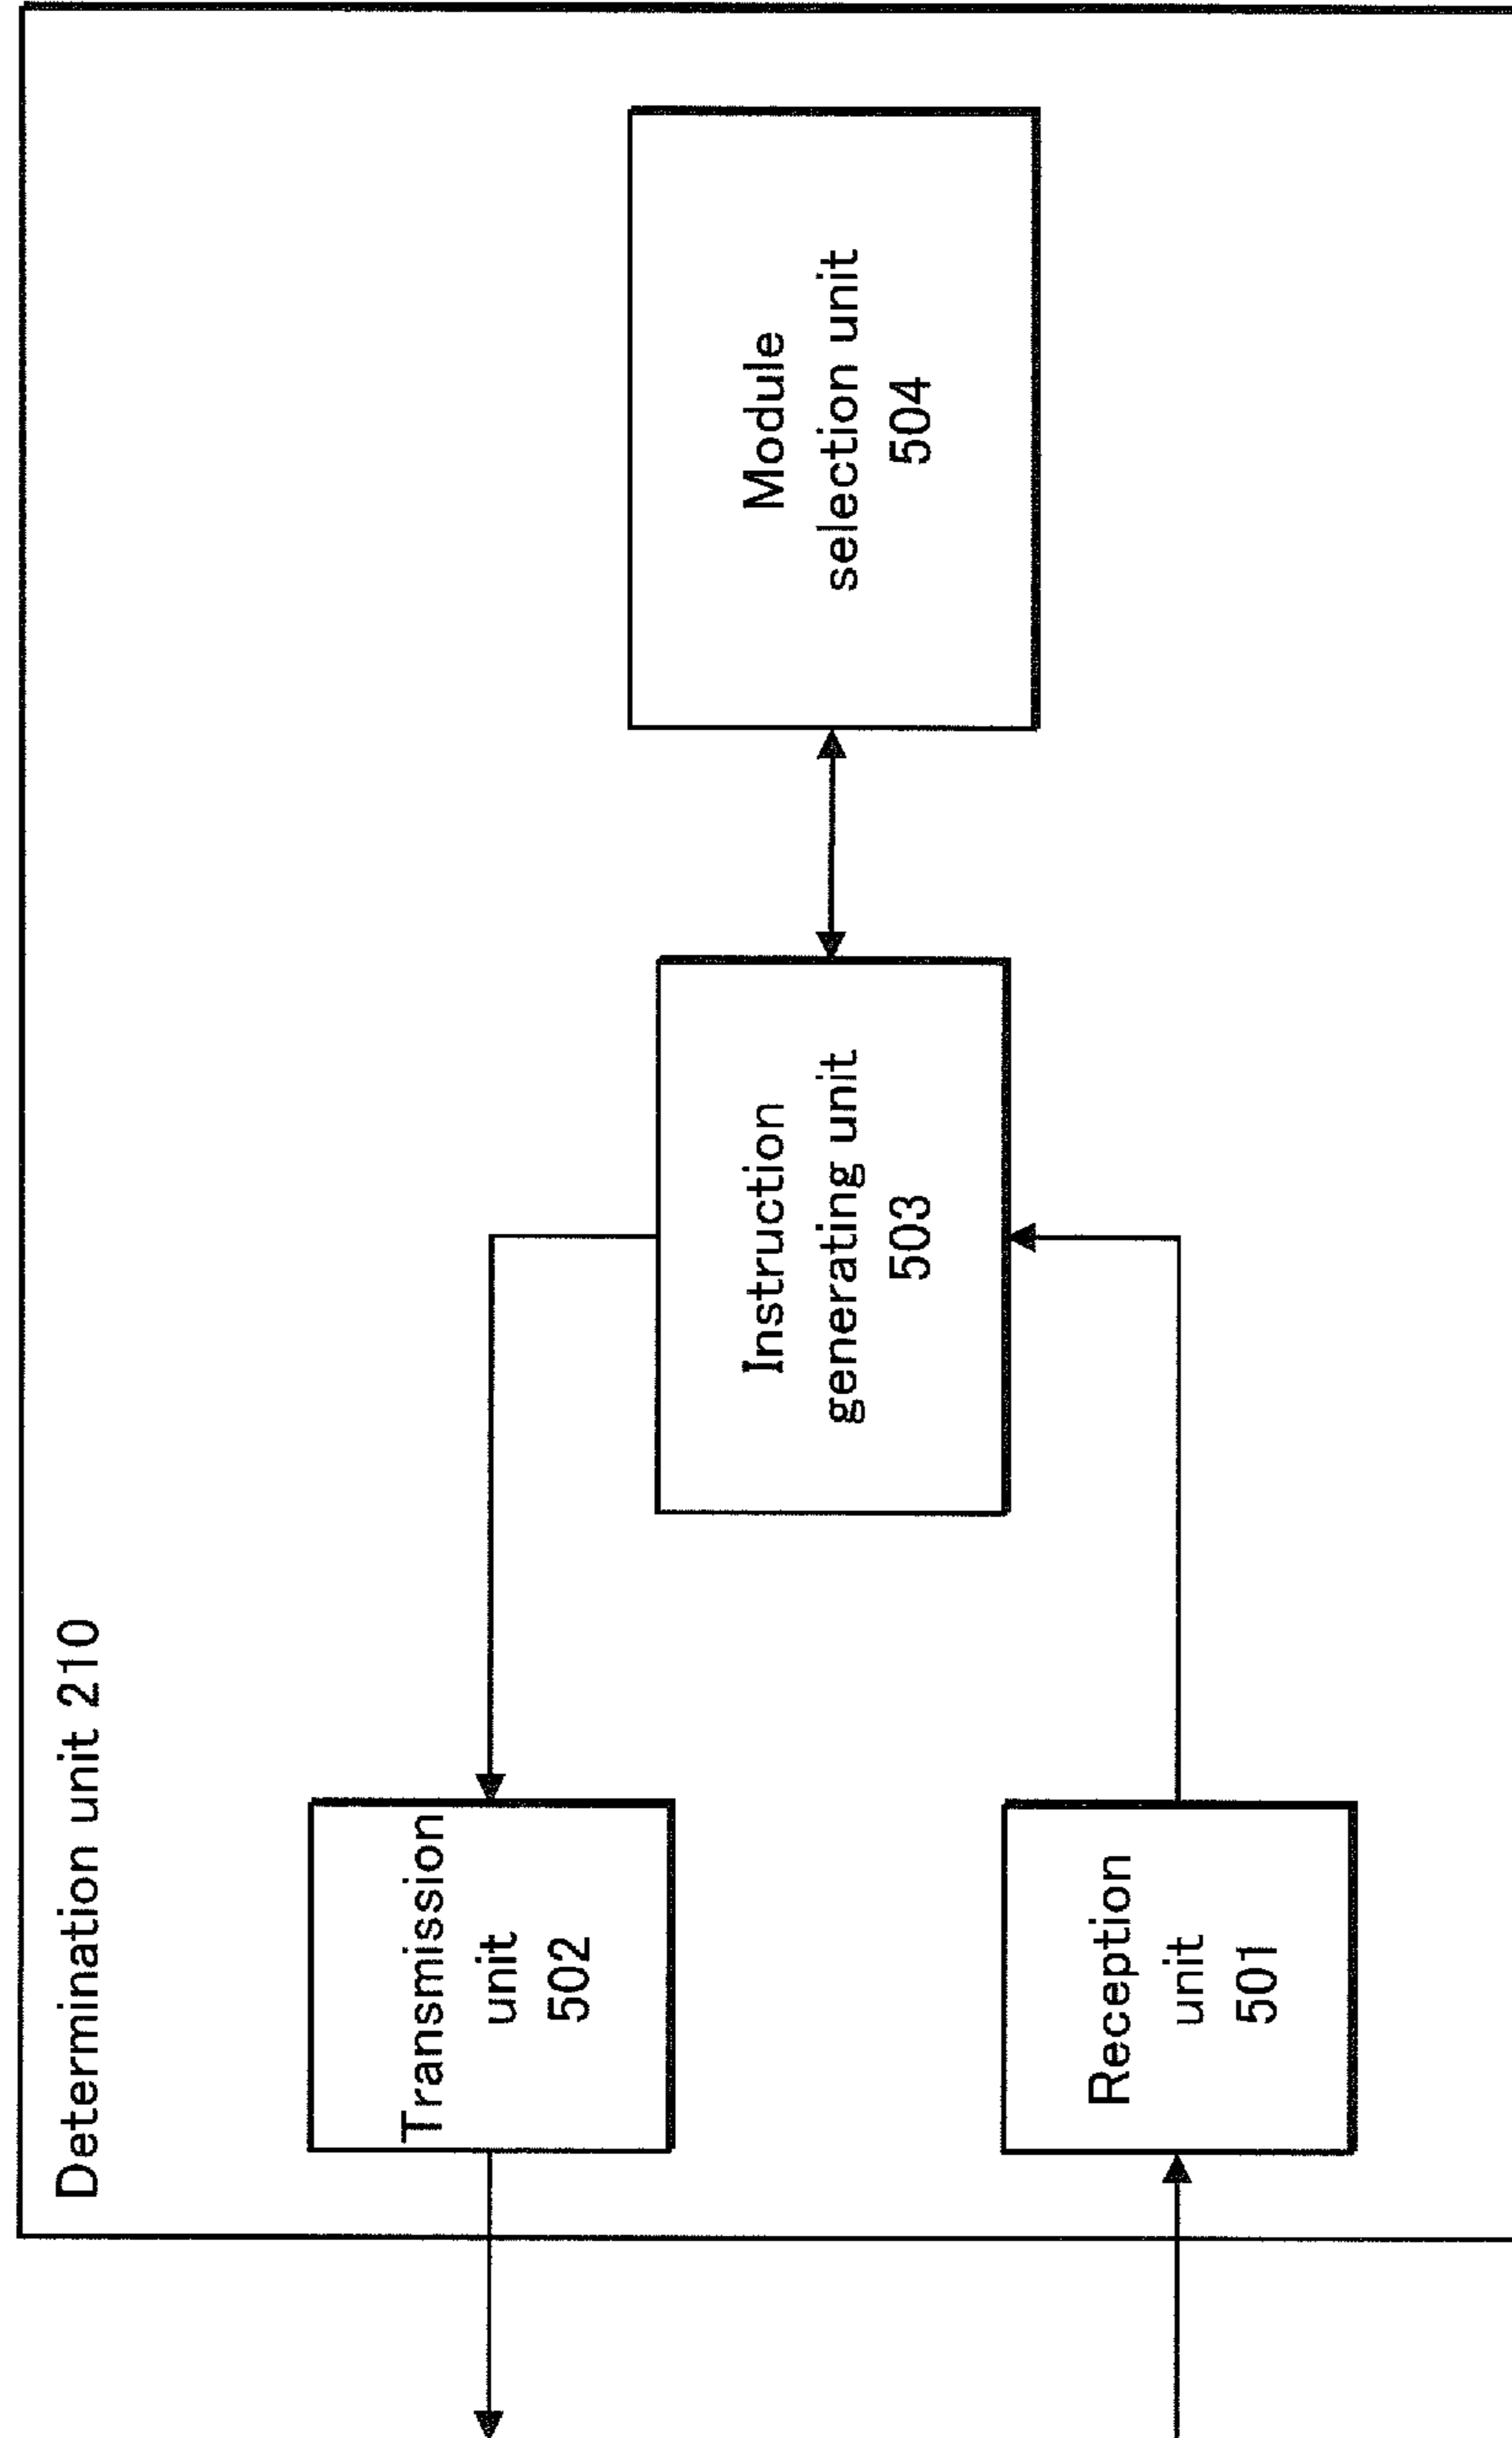 Determination unit 210
Transmission
unit
502
Reception
unit
501
Instruction
generating unit
503
Module
selection unit
504